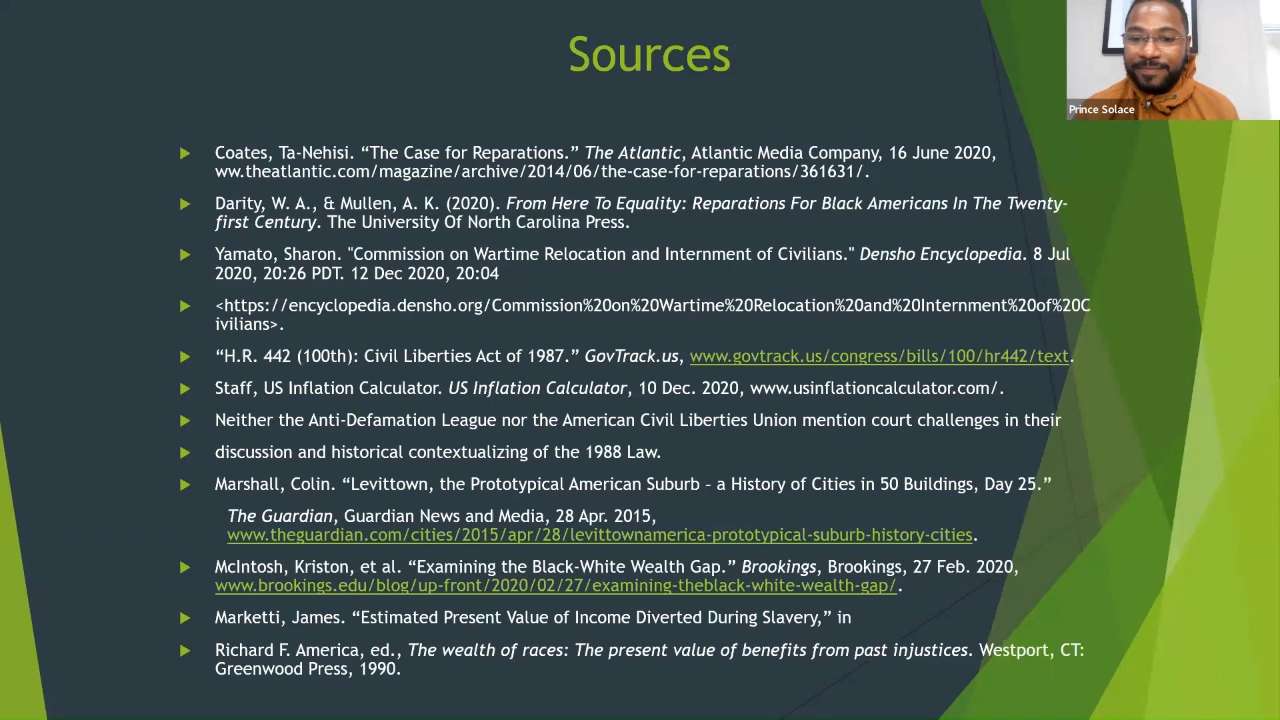 Sources
Prince Solace
Coates, Ta-Nehisi. “The Case for Reparations.” The Atlantic, Atlantic Media Company, 16 June 2020,
ww.theatlantic.com/magazine/archive/2014/06/the-case-for-reparations/361631/.
Darity, W. A., & Mullen, A. K. (2020). From Here To Equality: Reparations For Black Americans In The Twenty-
first Century. The University Of North Carolina Press.
Yamato, Sharon. "Commission on Wartime Relocation and Internment of Civilians." Densho Encyclopedia. 8 Jul
2020, 20:26 PDT. 12 Dec 2020, 20:04
<https://encyclopedia.densho.org/Commission%20on%20Wartime%20Relocation%20and%20Internment%20of%20C
ivilians>.
“H.R. 442 (100th): Civil Liberties Act of 1987.” GovTrack.us, www.govtrack.us/congress/bills/100/hr442/text.
Staff, US Inflation Calculator. US Inflation Calculator, 10 Dec. 2020, www.usinflationcalculator.com/.
Neither the Anti-Defamation League nor the American Civil Liberties Union mention court challenges in their
discussion and historical contextualizing of the 1988 Law.
Marshall, Colin. “Levittown, the Prototypical American Suburb – a History of Cities in 50 Buildings, Day 25.”
The Guardian, Guardian News and Media, 28 Apr. 2015,
www.theguardian.com/cities/2015/apr/28/levittownamerica-prototypical-suburb-history-cities.
McIntosh, Kriston, et al. “Examining the Black-White Wealth Gap.” Brookings, Brookings, 27 Feb. 2020,
www.brookings.edu/blog/up-front/2020/02/27/examining-theblack-white-wealth-gap/.
Marketti, James. “Estimated Present Value of Income Diverted During Slavery,” in
Richard F. America, ed., The wealth of races: The present value of benefits from past injustices. Westport, CT:
Greenwood Press, 1990.